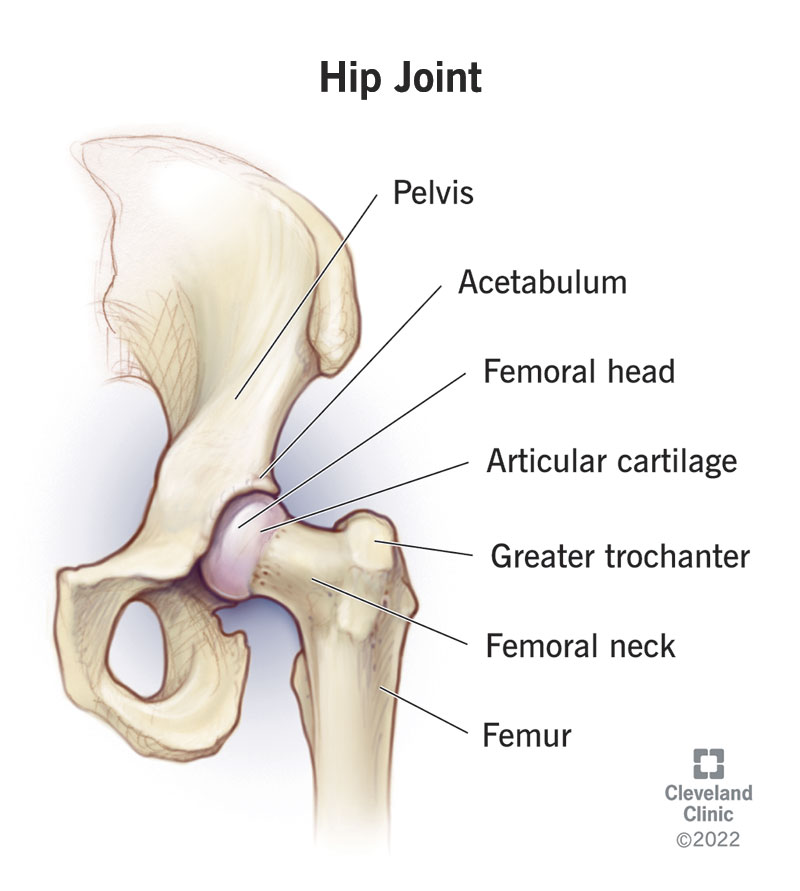 Hip Joint
Pelvis
Acetabulum
Femoral head
Articular cartilage
Greater trochanter
Femoral neck
Femur
Cleveland
Clinic
©2022